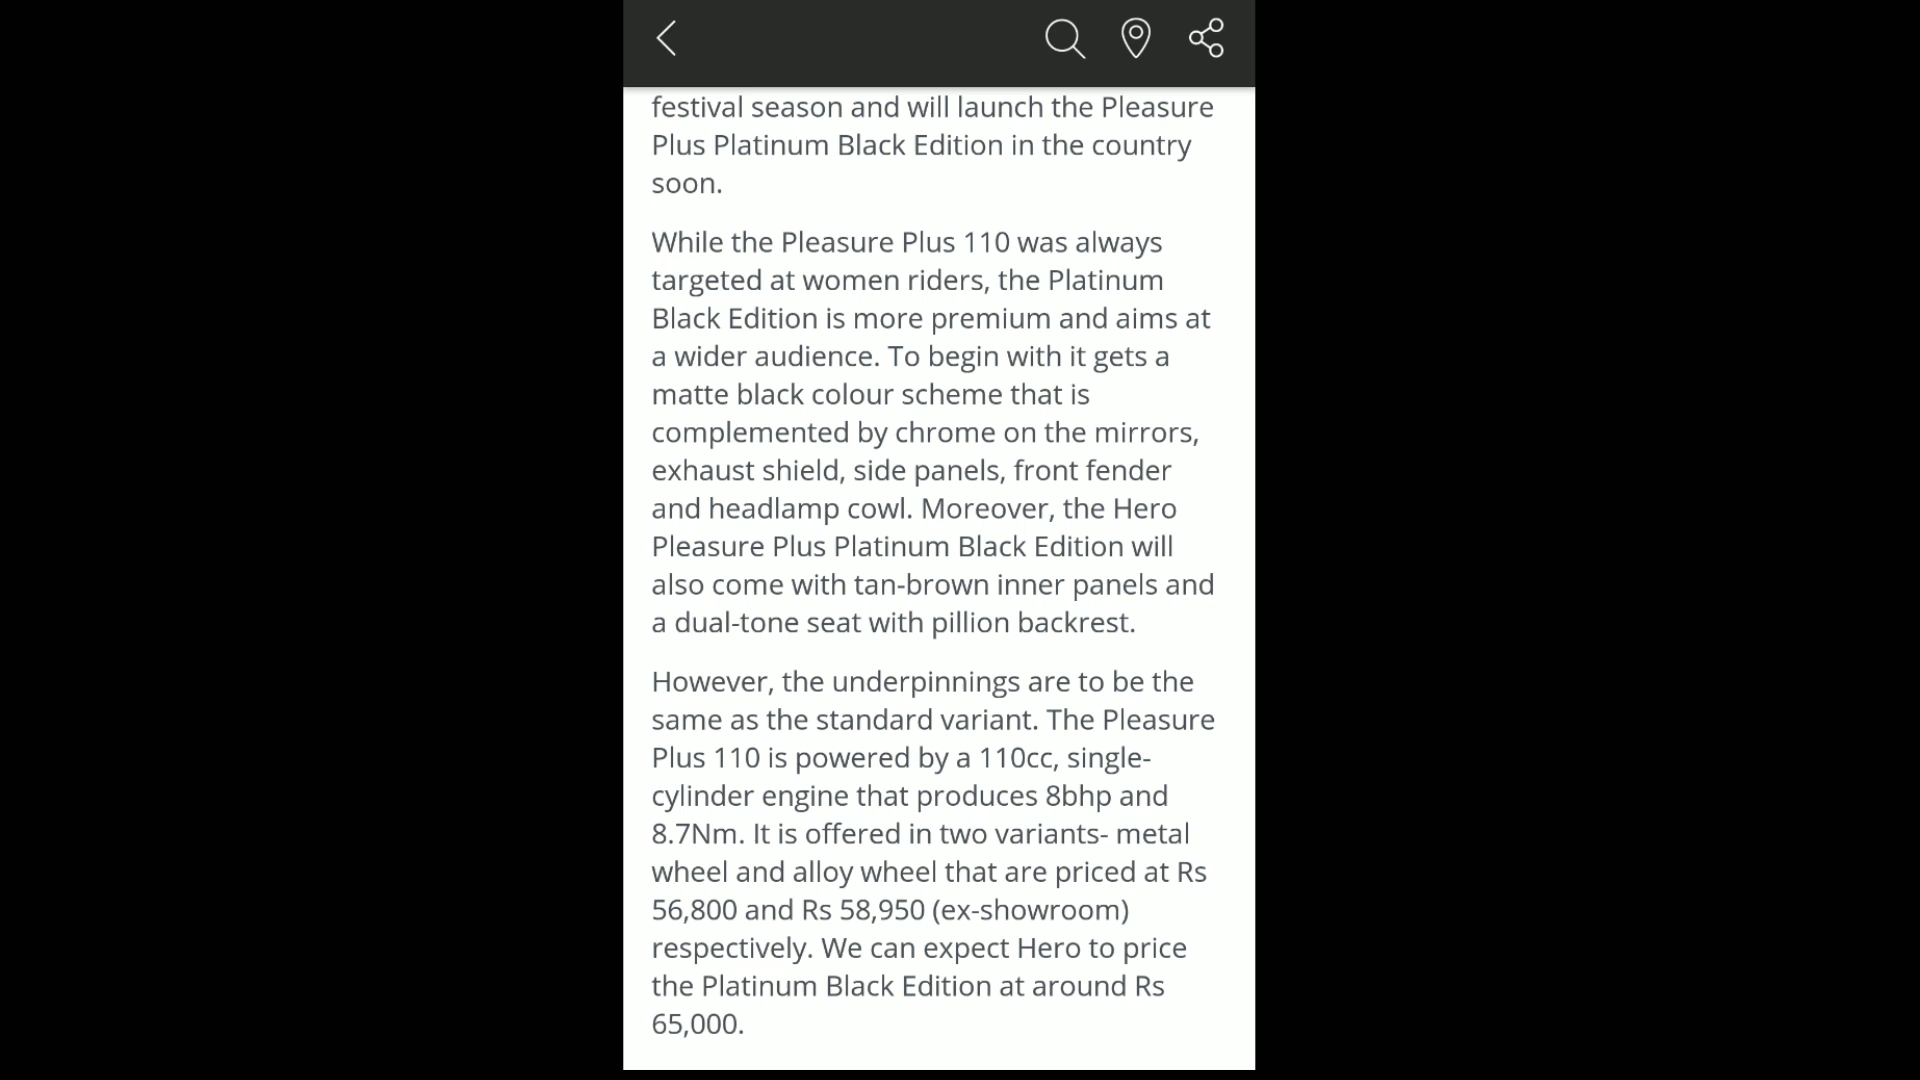 festival season and will launch the Pleasure
Plus Platinum Black Edition in the country
soon.
While the Pleasure Plus 110 was always
targeted at women riders, the Platinum
Black Edition is more premium and aims at
a wider audience. To begin with it gets a
matte black colour scheme that is
complemented by chrome on the mirrors,
exhaust shield, side panels, front fender
and headlamp cowl. Moreover, the Hero
Pleasure Plus Platinum Black Edition will
also come with tan-brown inner panels and
a dual-tone seat with pillion backrest.
However, the underpinnings are to be the
same as the standard variant. The Pleasure
Plus 110 is powered by a 110cc, single-
cylinder engine that produces 8bhp and
8.7Nm. It is offered in two variants- metal
wheel and alloy wheel that are priced at Rs
56,800 and Rs 58,950 (ex-showroom)
respectively. We can expect Hero to price
the Platinum Black Edition at around Rs
65,000.